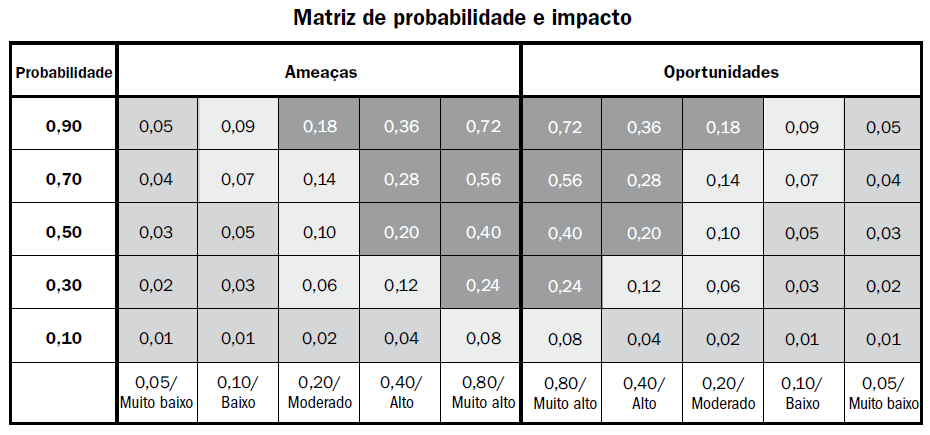 Matriz de probabilidade e impacto
Probabilidade Ameaças Oportunidades
0,90 0,05 0,09 0,18 0,36 0,72 0,72 0,36 0,18 0,09 0,05
0,70 0,04 0,07 0,14 0,28 0,56 0,56 0,28 0,14 0,07 0,04
0,50 0,03 0,05 0,10 0,20 0,40 0,40 0,20 0,10 0,05 0,03
0,30 0,02 0,03 0,06 0,12 0,24 0,24 0,12 0,06 0,03 0,02
0,10 0,01 0,01 0,02 0,04 0,08 0,08 0,04 0,02 0,01 0,01
0,05/ 0,10/ 0,20/ 0,40/ 0,80/ 0,80/ 0,40/ 0,20/ 0,10/ 0,05/
Muito baixo Baixo Moderado Alto Muito alto Muito alto Alto Moderado Baixo Muito baixo